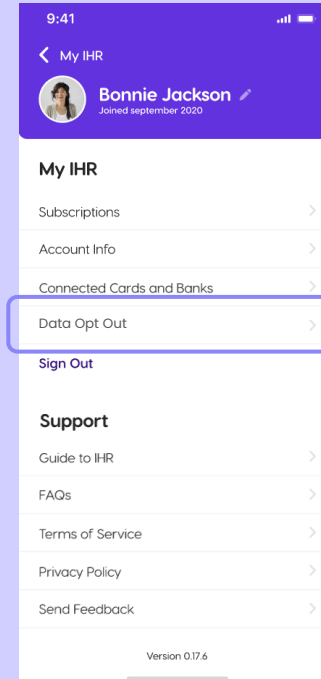 9:41
My IHR
Bonnie Jackson
Joined september 2020
My IHR
Subscriptions
Account Info
Connected Cards and Banks
Data Opt Out
Sign Out
Support
Guide to IHR
FAQs
Terms of Service
Privacy Policy
Send Feedback
Version 0.17.6